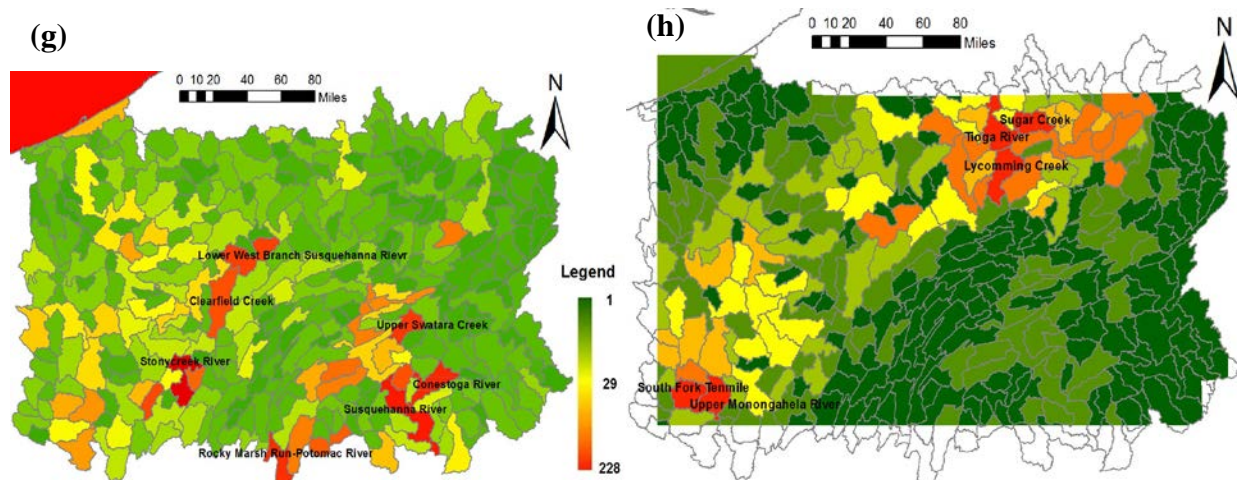 (g)
0 10 20 40 60 80
Miles
N
Lower West Branch Susquehanna Rievr
Clearfield Creek
Upper Swatara Creek
Stonycreek River
Conestoga River
Susquehanna River
Rocky Marsh Run-Potomac River
Legend
1
29
228
(h)
0 10 20 40 60 80
Miles
N
Sugar Creek
Tioga River
Lycomming Creek
South Fork Tenmile
Upper Monongahela River